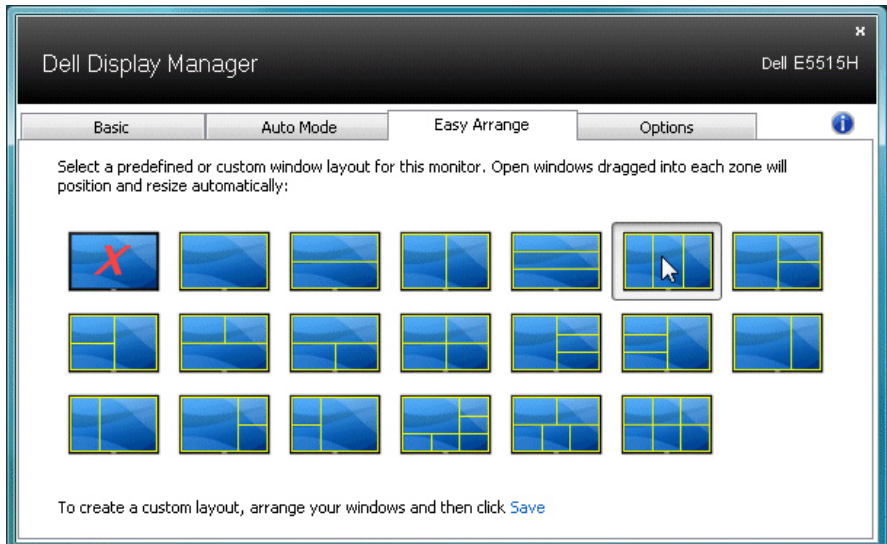 x
Dell Display Manager
Dell E5515H
Basic Auto Mode Easy Arrange Options i
Select a predefined or custom window layout for this monitor. Open windows dragged into each zone will
position and resize automatically:
X
To create a custom layout, arrange your windows and then click Save